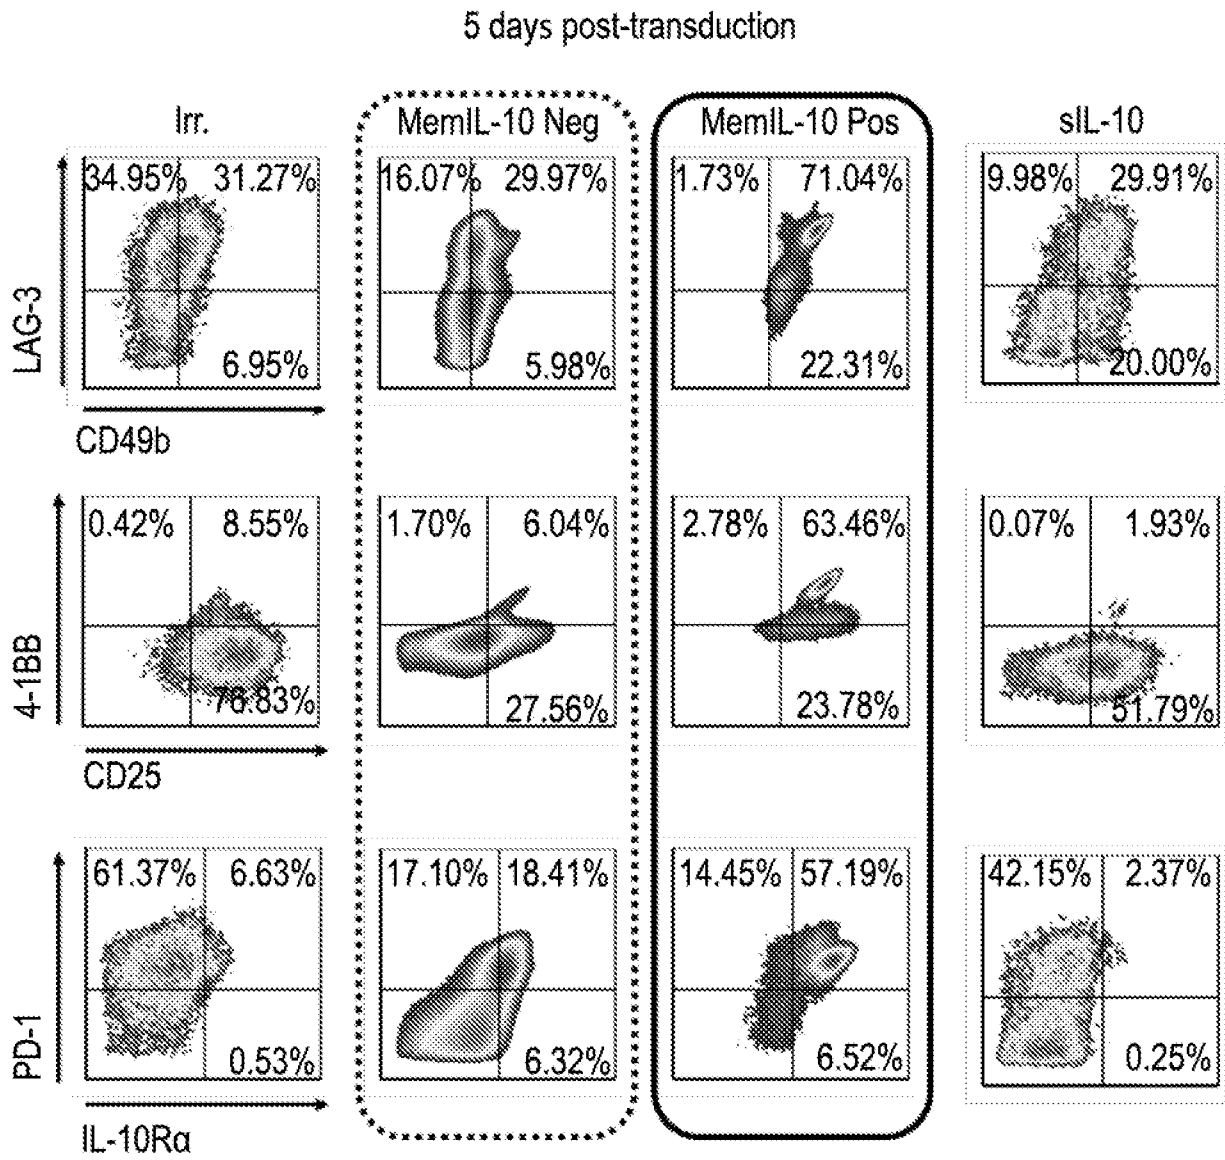 5 days post-transduction
Irr. MemIL-10 Neg MemIL-10 Pos sIL-10
34.95% 31.27% 16.07% 29.97% 1.73% 71.04% 9.98% 29.91%
LAG-3
6.95% 5.98% 22.31% 20.00%
CD49b
0.42% 8.55% 1.70% 6.04% 2.78% 63.46% 0.07% 1.93%
4-1BB
76.83% 27.56% 23.78% 51.79%
CD25
61.37% 6.63% 17.10% 18.41% 14.45% 57.19% 42.15% 2.37%
PD-1
0.53% 6.32% 6.52% 0.25%
IL-10Rα